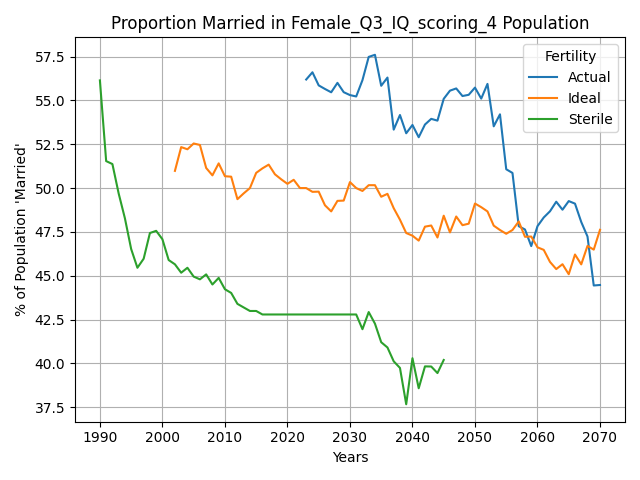 Proportion Married in Female_Q3_IQ_scoring_4 Population
% of Population 'Married'
57.5
55.0
52.5
50.0
47.5
45.0
42.5
40.0
37.5
Fertility
Actual
Ideal
Sterile
1990 2000 2010 2020 2030 2040 2050 2060 2070
Years